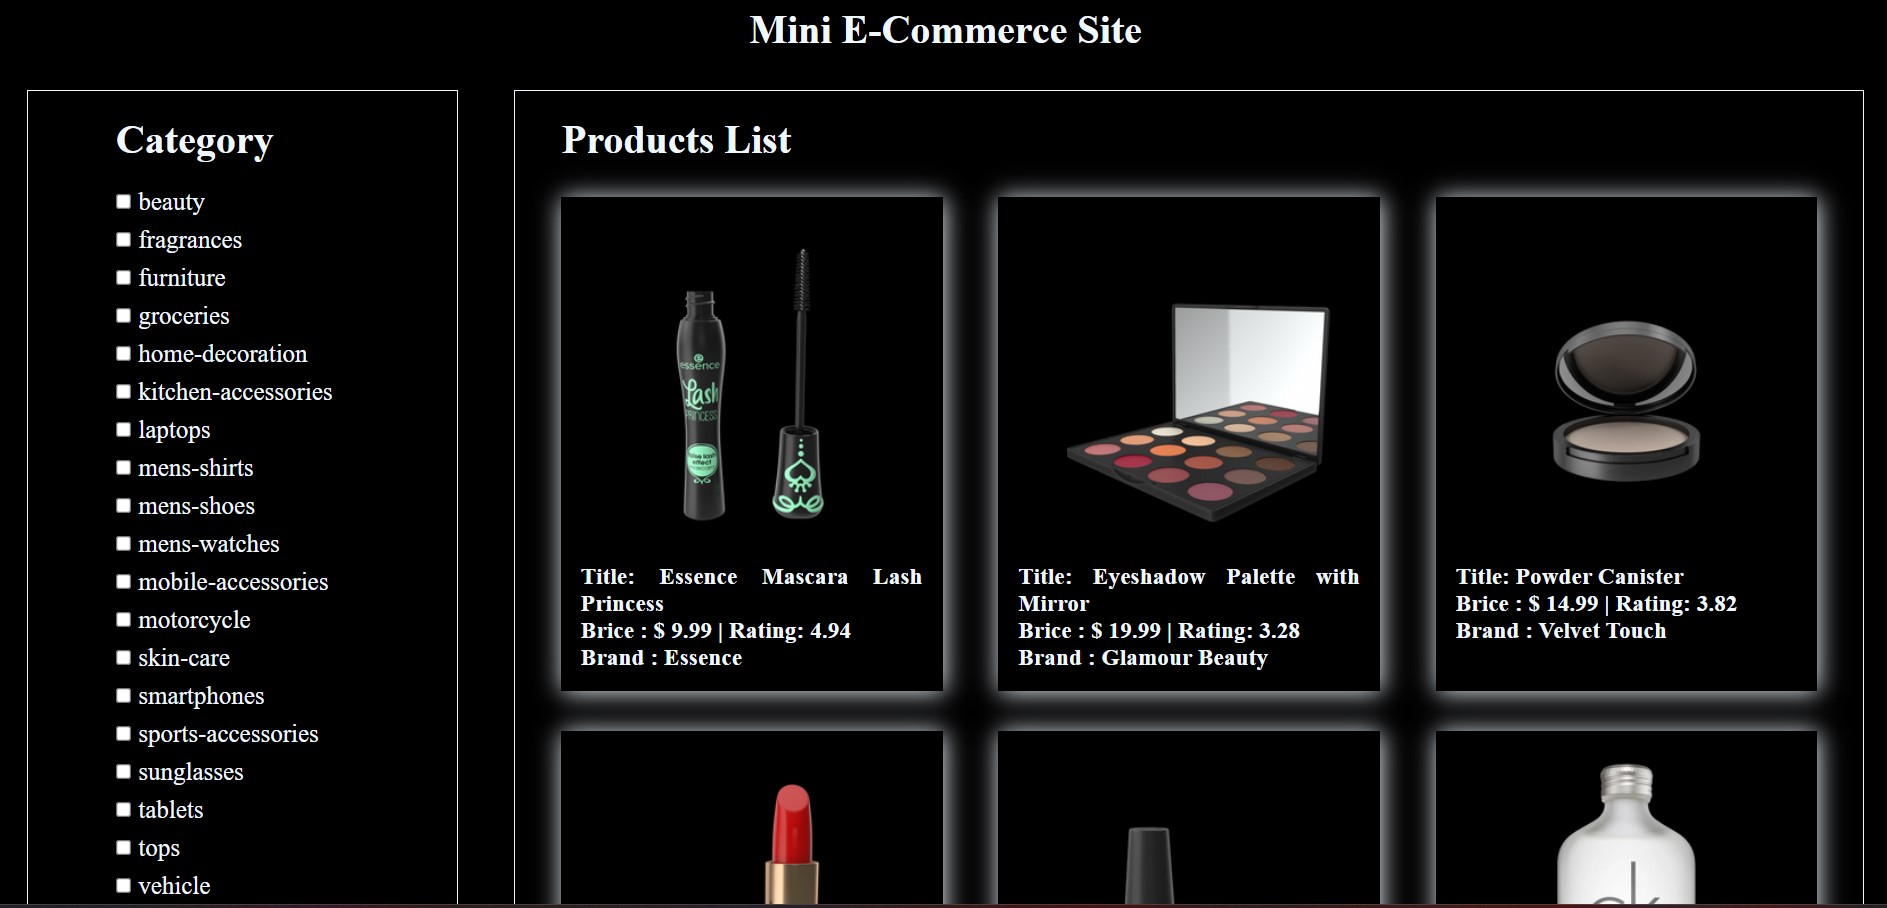 Mini E-Commerce Site
Category
beauty
fragrances
furniture
groceries
home-decoration
kitchen-accessories
laptops
mens-shirts
mens-shoes
mens-watches
mobile-accessories
motorcycle
skin-care
smartphones
sports-accessories
sunglasses
tablets
tops
vehicle
Products List
essence
Lash
PRINCESS
false lash
effect
Title: Essence Mascara Lash
Princess
Brice : $ 9.99 | Rating: 4.94
Brand : Essence
Title: Eyeshadow Palette with
Mirror
Brice : $ 19.99 | Rating: 3.28
Brand : Glamour Beauty
Title: Powder Canister
Brice : $ 14.99 | Rating: 3.82
Brand : Velvet Touch
ck